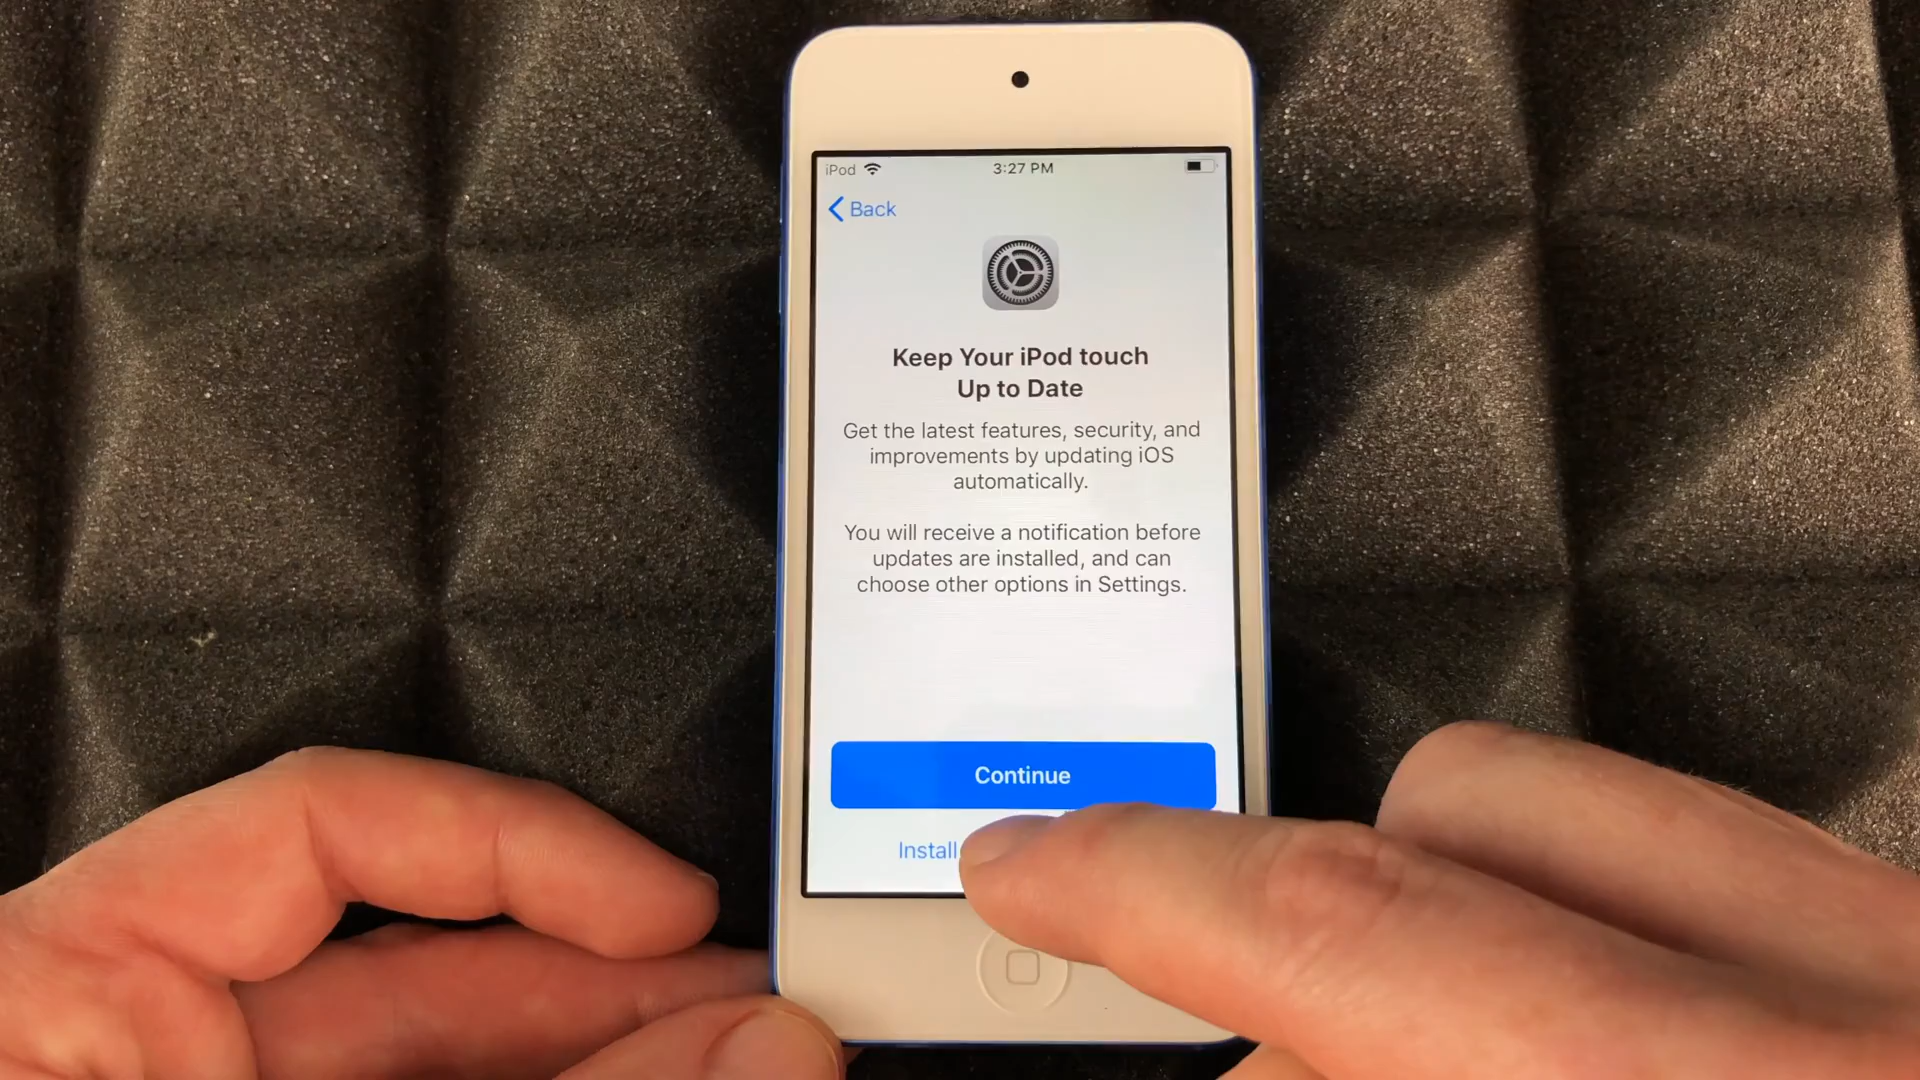 iPod 3:27 PM
Back
Keep Your iPod touch
Up to Date
Get the latest features, security, and
improvements by updating iOS
automatically.
You will receive a notification before
updates are installed, and can
choose other options in Settings.
Continue
Install